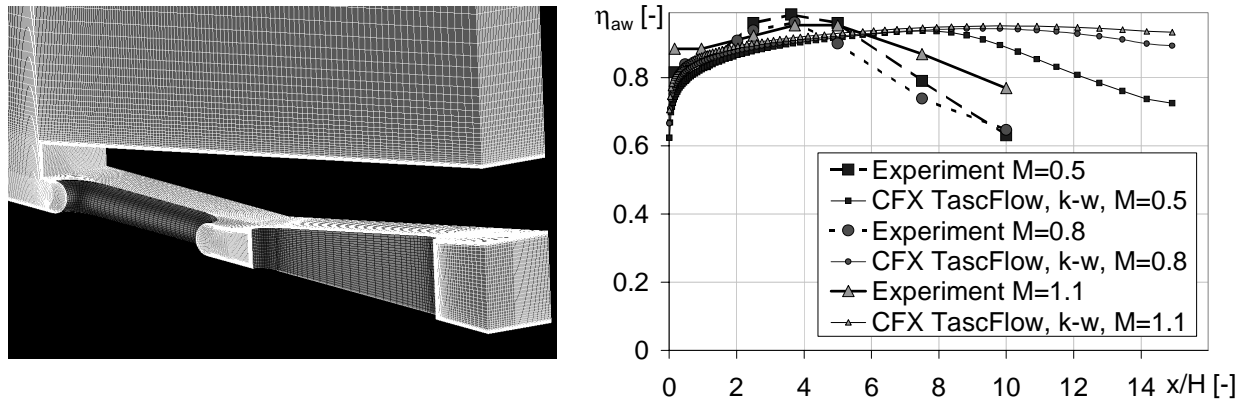 ηaw [-]
0.8
0.6
0.4
0.2
0
Experiment M=0.5
CFX TascFlow, k-w, M=0.5
Experiment M=0.8
CFX TascFlow, k-w, M=0.8
Experiment M=1.1
CFX TascFlow, k-w, M=1.1
0 2 4 6 8 10 12 14 x/H [-]